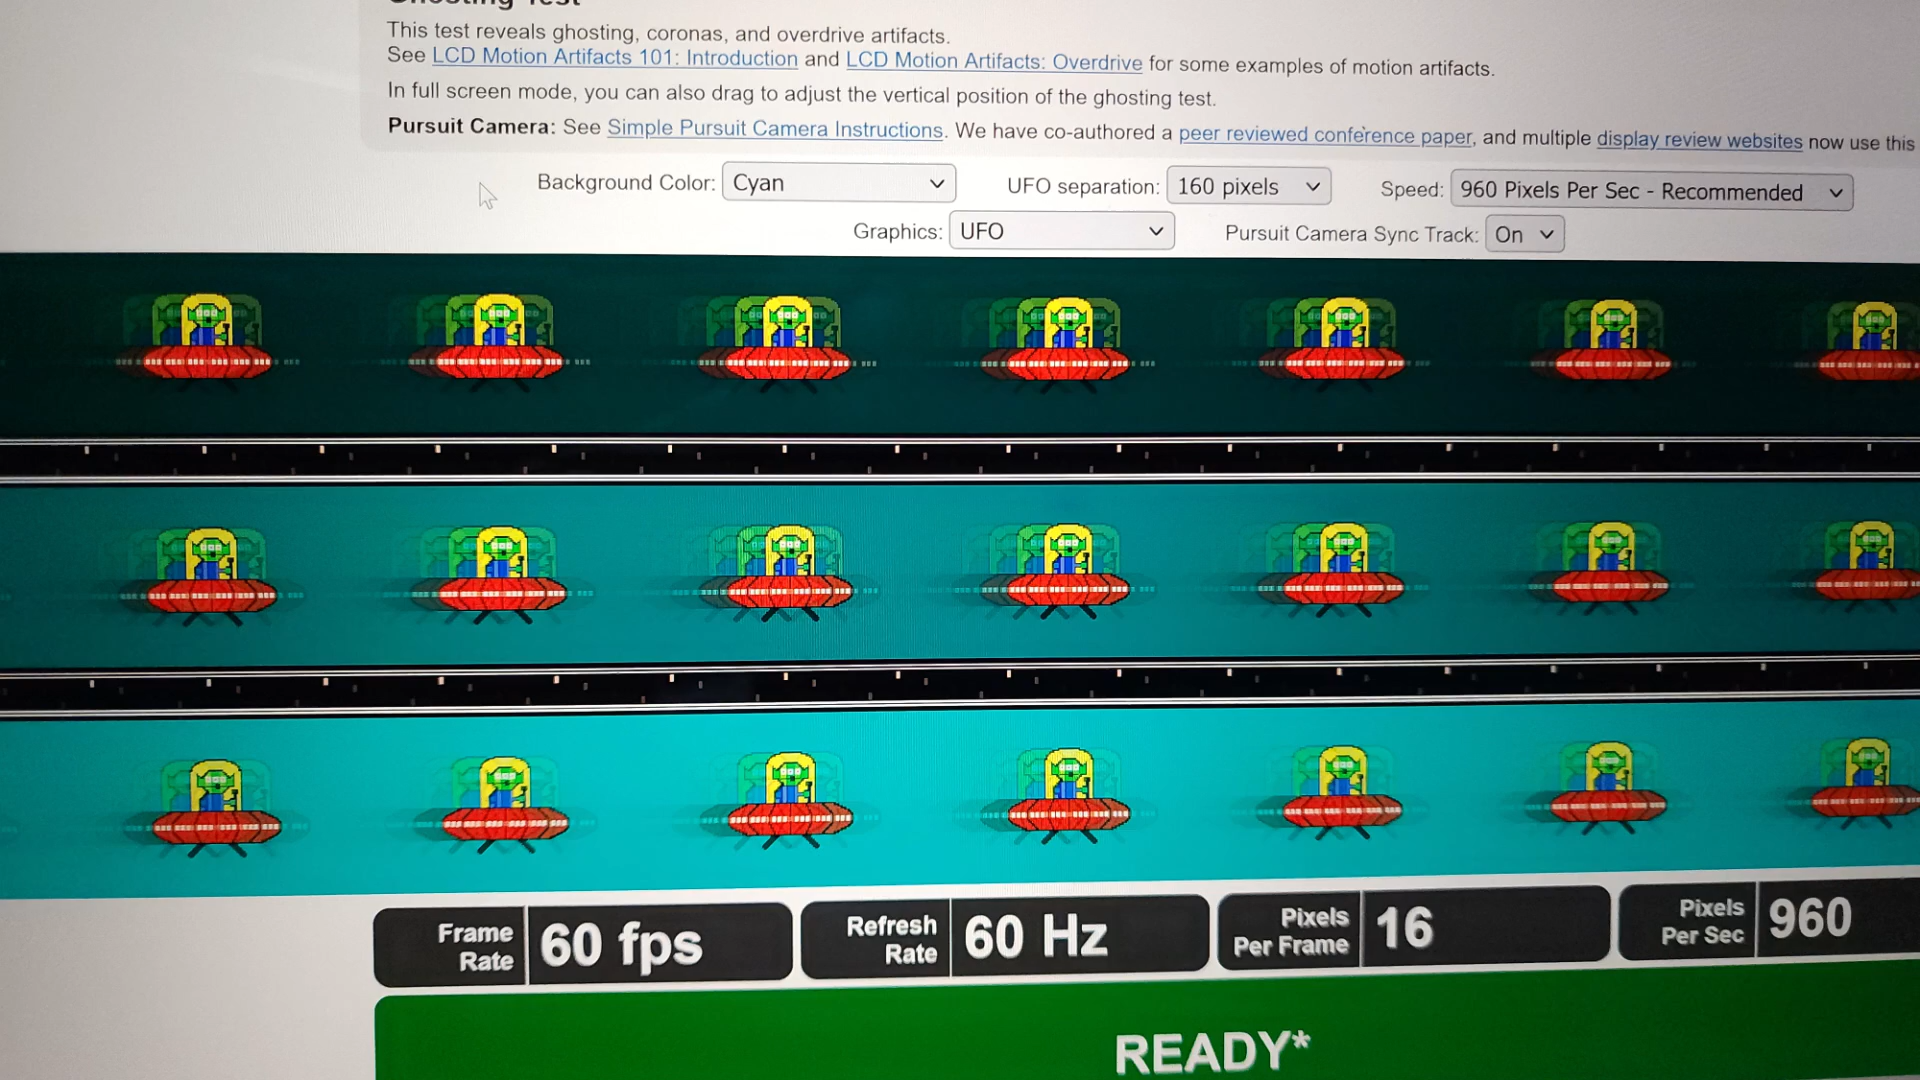 Ghosting Test
This test reveals ghosting, coronas, and overdrive artifacts.
See LCD Motion Artifacts 101: Introduction and LCD Motion Artifacts: Overdrive for some examples of motion artifacts.
In full screen mode, you can also drag to adjust the vertical position of the ghosting test.
Pursuit Camera: See Simple Pursuit Camera Instructions. We have co-authored a peer reviewed conference paper, and multiple display review websites now use this
Background Color: Cyan UFO separation: 160 pixels Speed: 960 Pixels Per Sec - Recommended
Graphics: UFO Pursuit Camera Sync Track: On
Frame Rate 60 fps Refresh Rate 60 Hz Pixels Per Frame 16 Pixels Per Sec 960
READY*